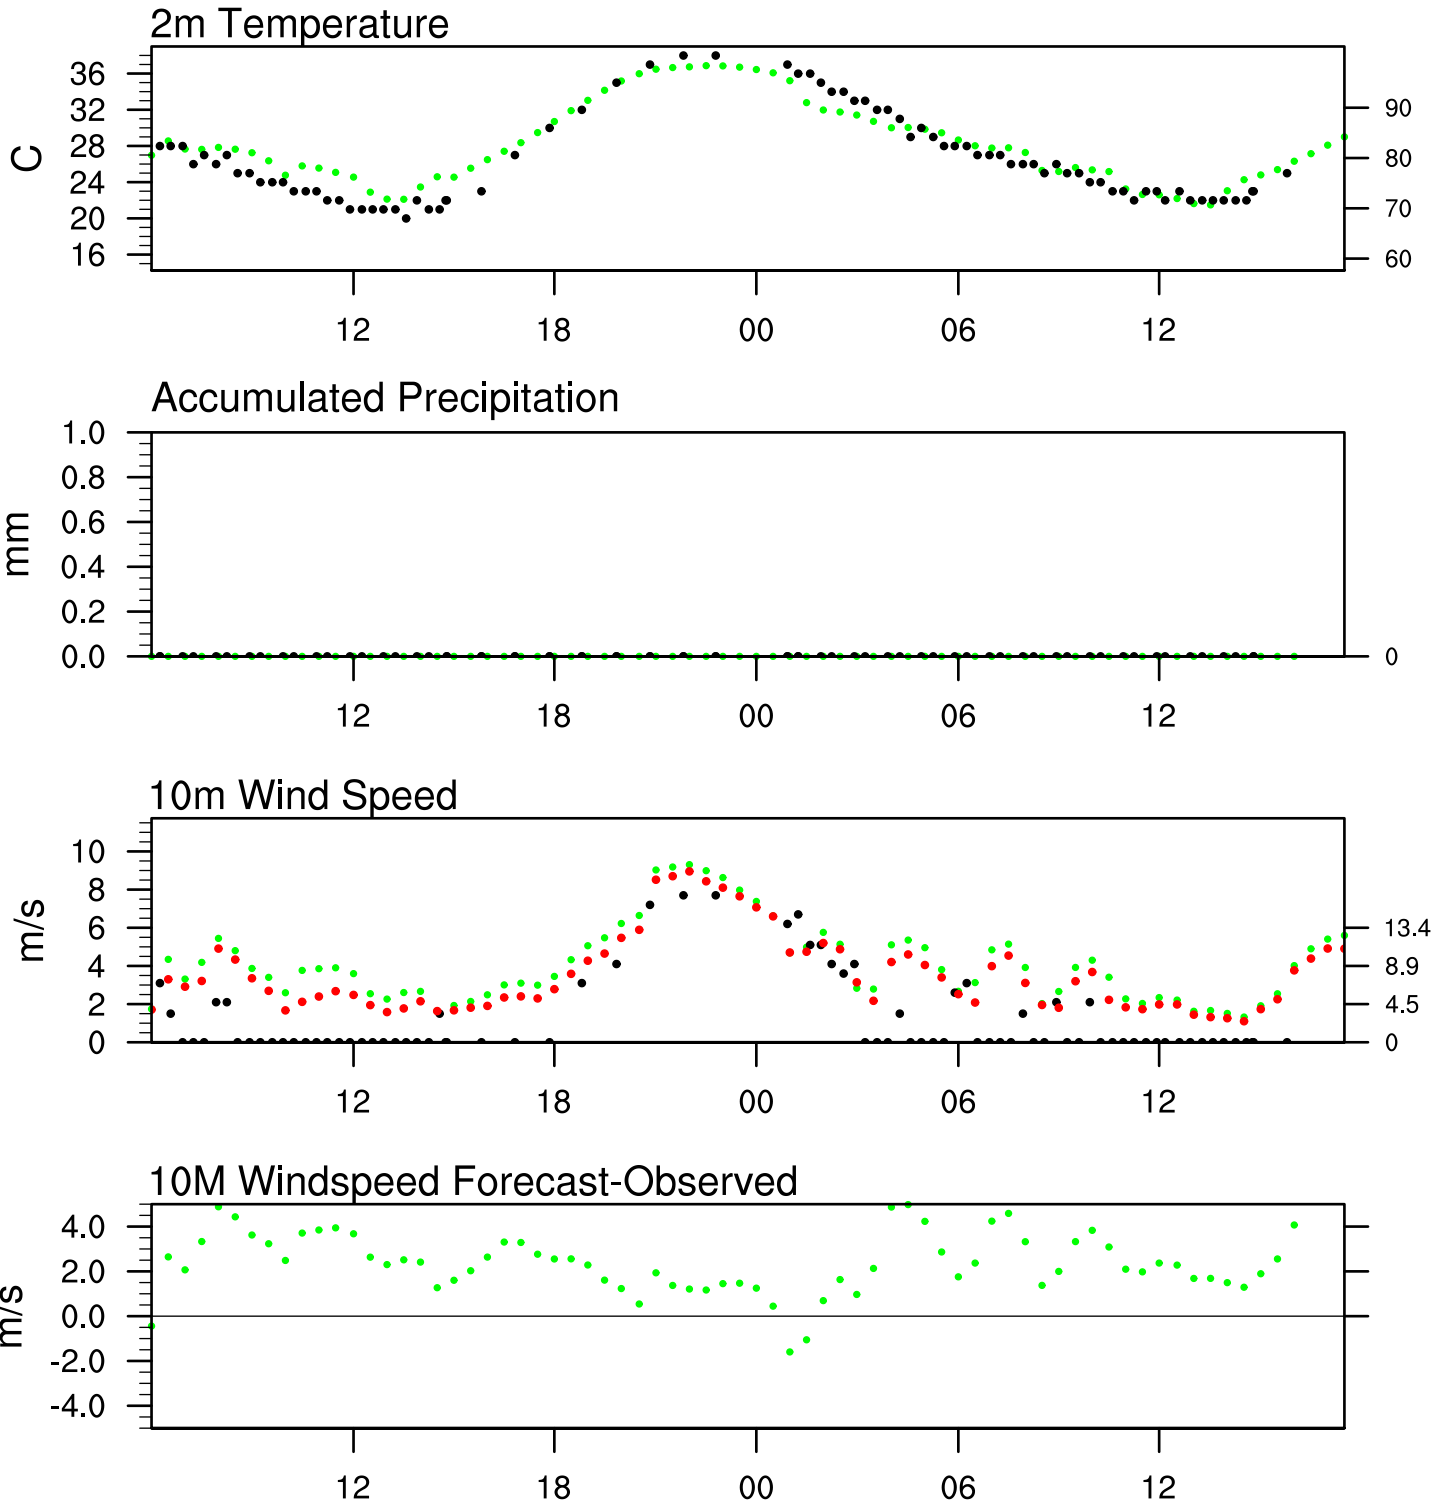 2m Temperature
36
32
28
24
20
16
C
90
80
70
60
12 18 00 06 12
Accumulated Precipitation
1.0
0.8
0.6
0.4
0.2
0.0
mm
0
12 18 00 06 12
10m Wind Speed
10
8
6
4
2
0
m/s
13.4
8.9
4.5
0
12 18 00 06 12
10M Windspeed Forecast-Observed
4.0
2.0
0.0
-2.0
-4.0
m/s
12 18 00 06 12